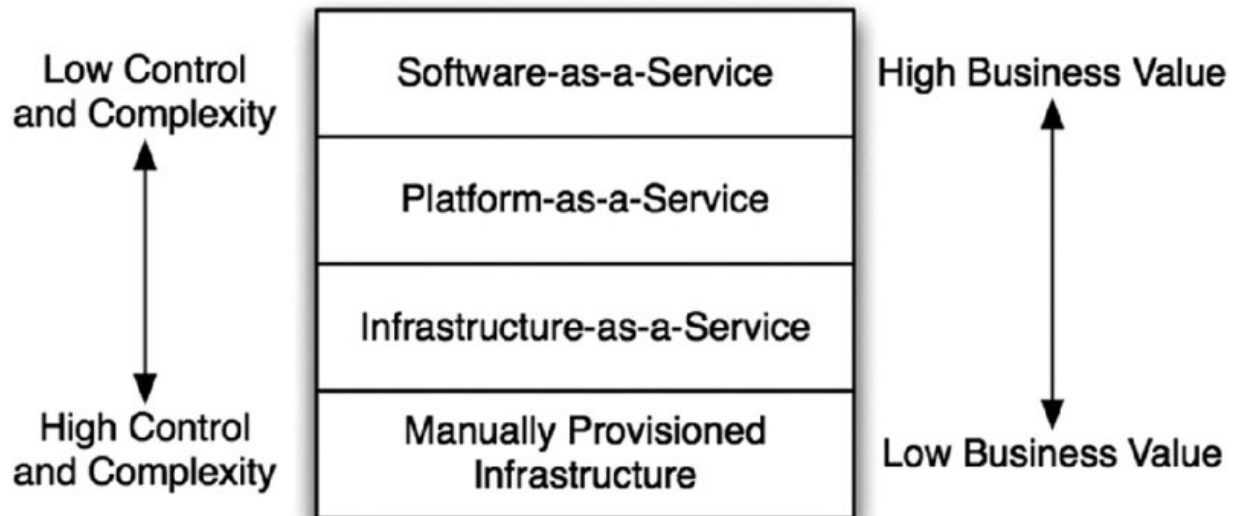 Low Control
and Complexity
Software-as-a-Service
High Business Value
Platform-as-a-Service
Infrastructure-as-a-Service
High Control
and Complexity
Manually Provisioned
Infrastructure
Low Business Value